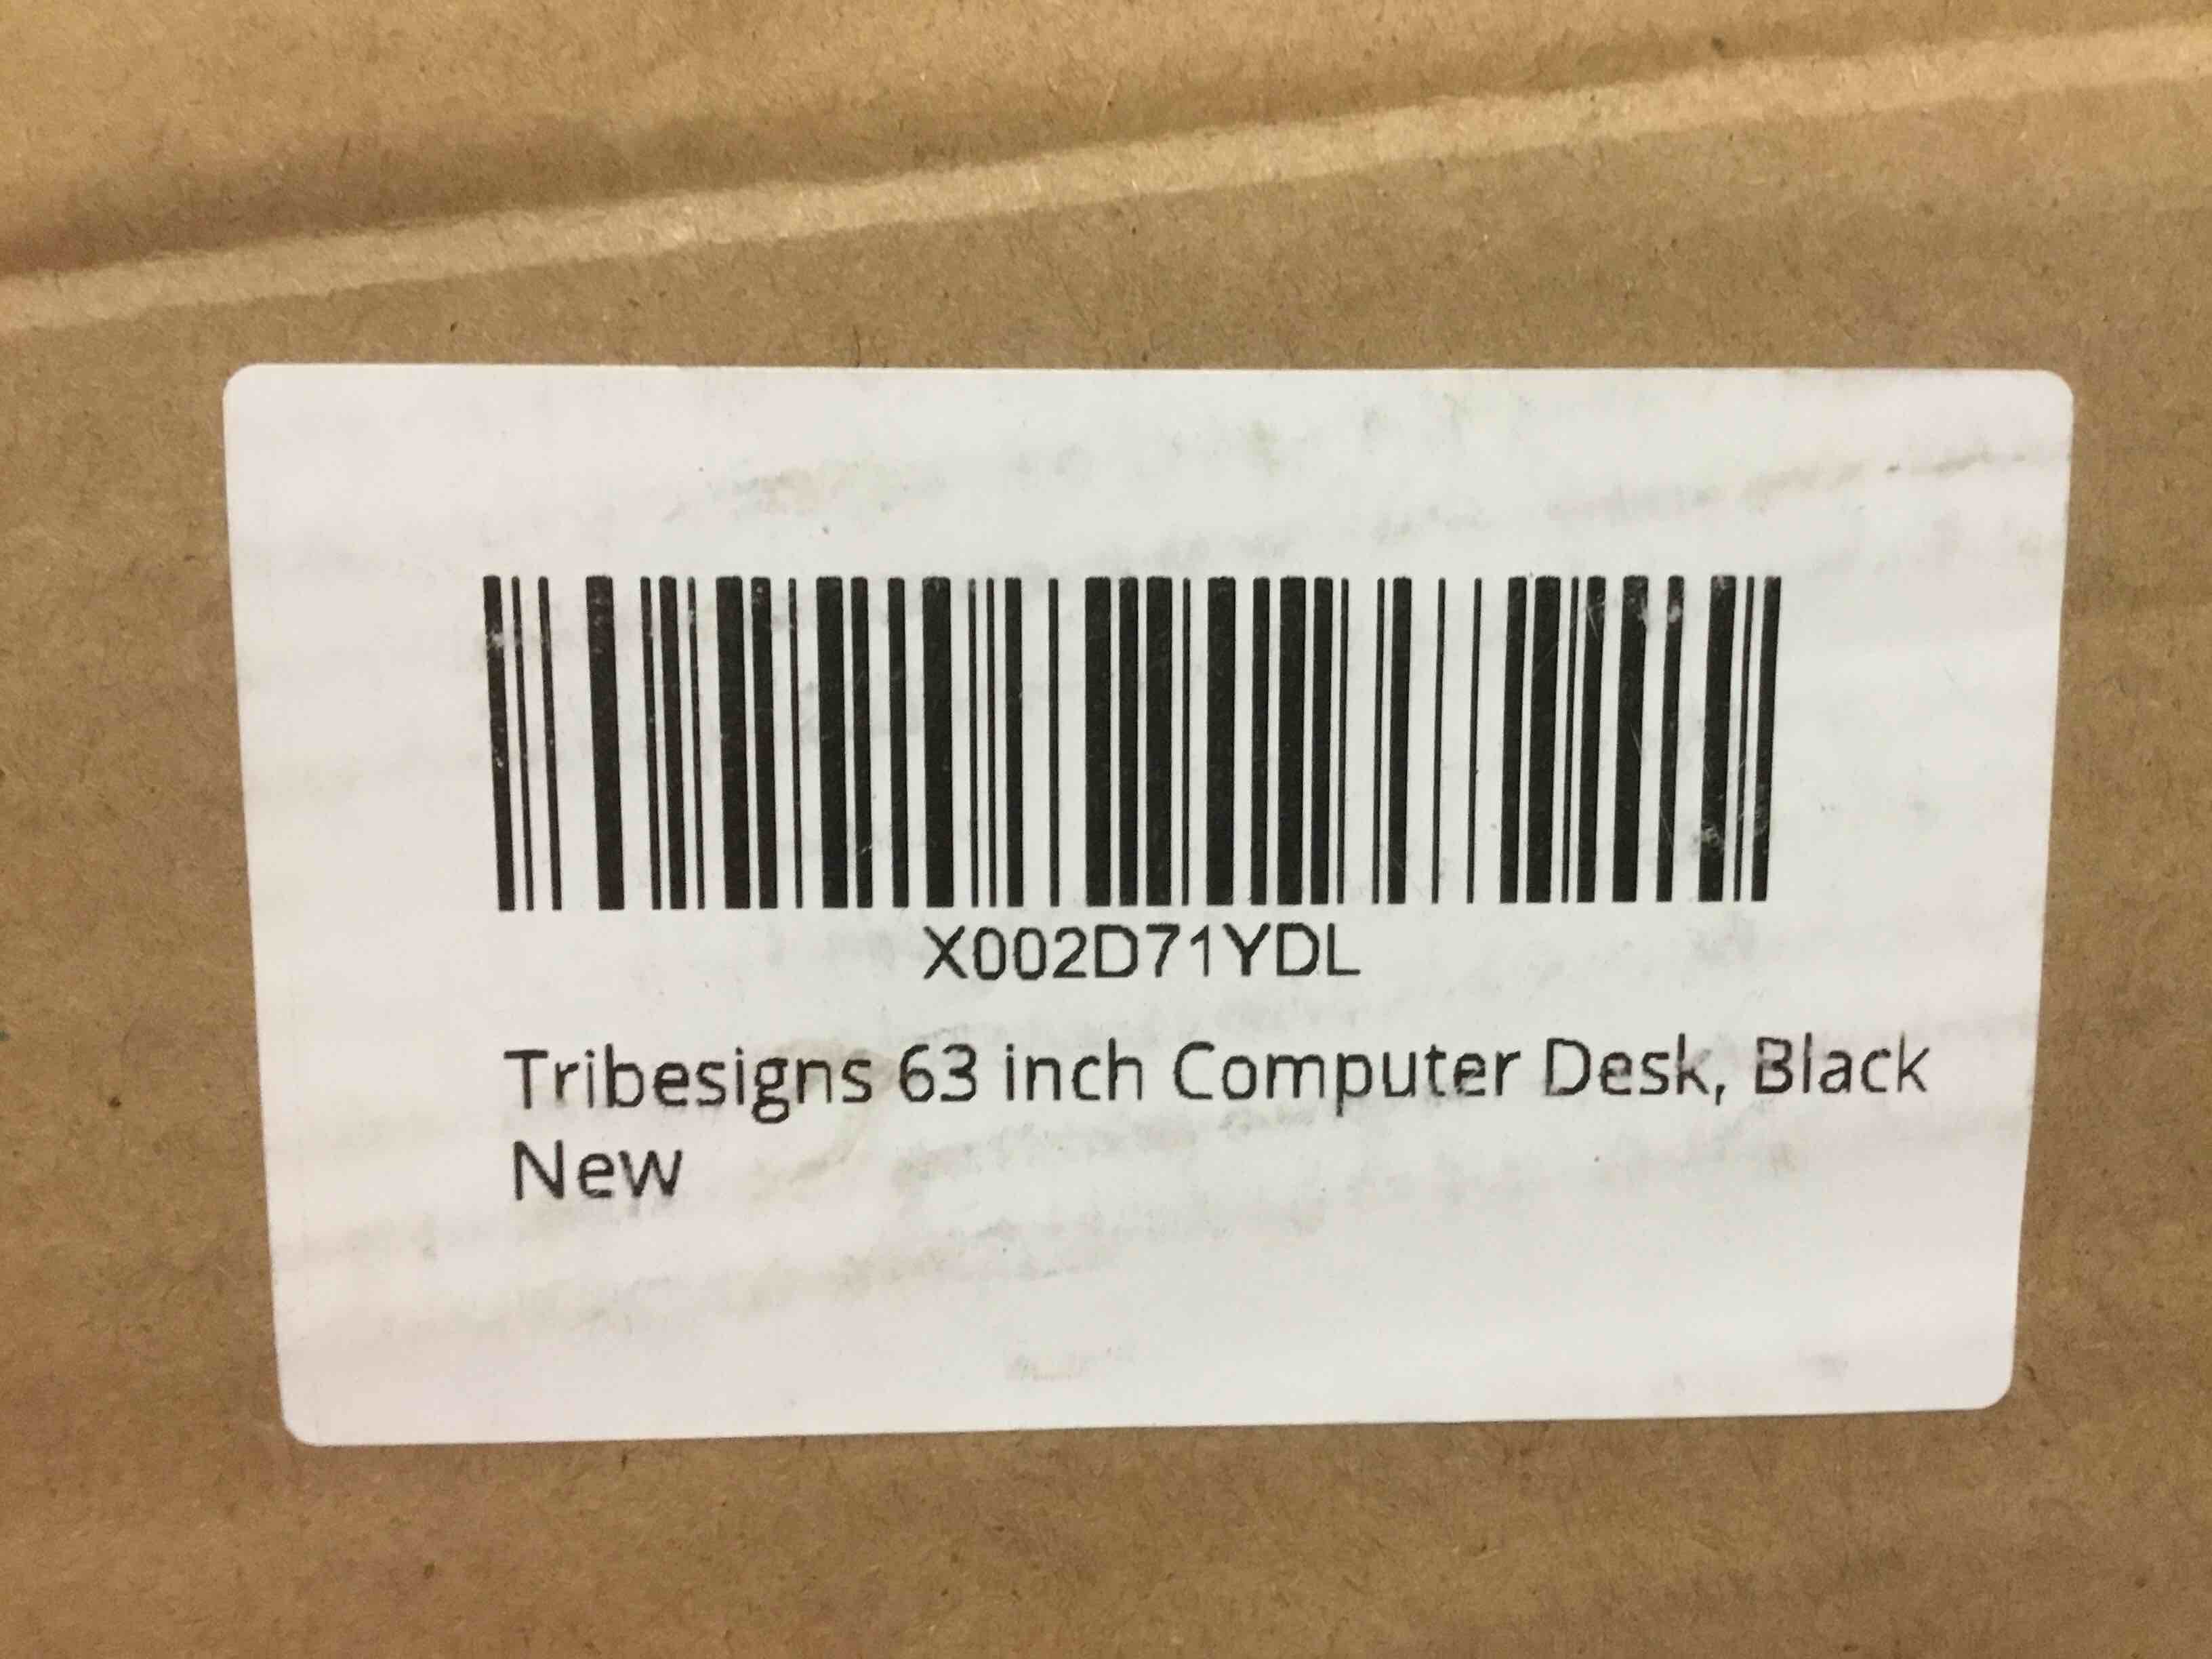 X002D71YDL
Tribesigns 63 inch Computer Desk, Black
New